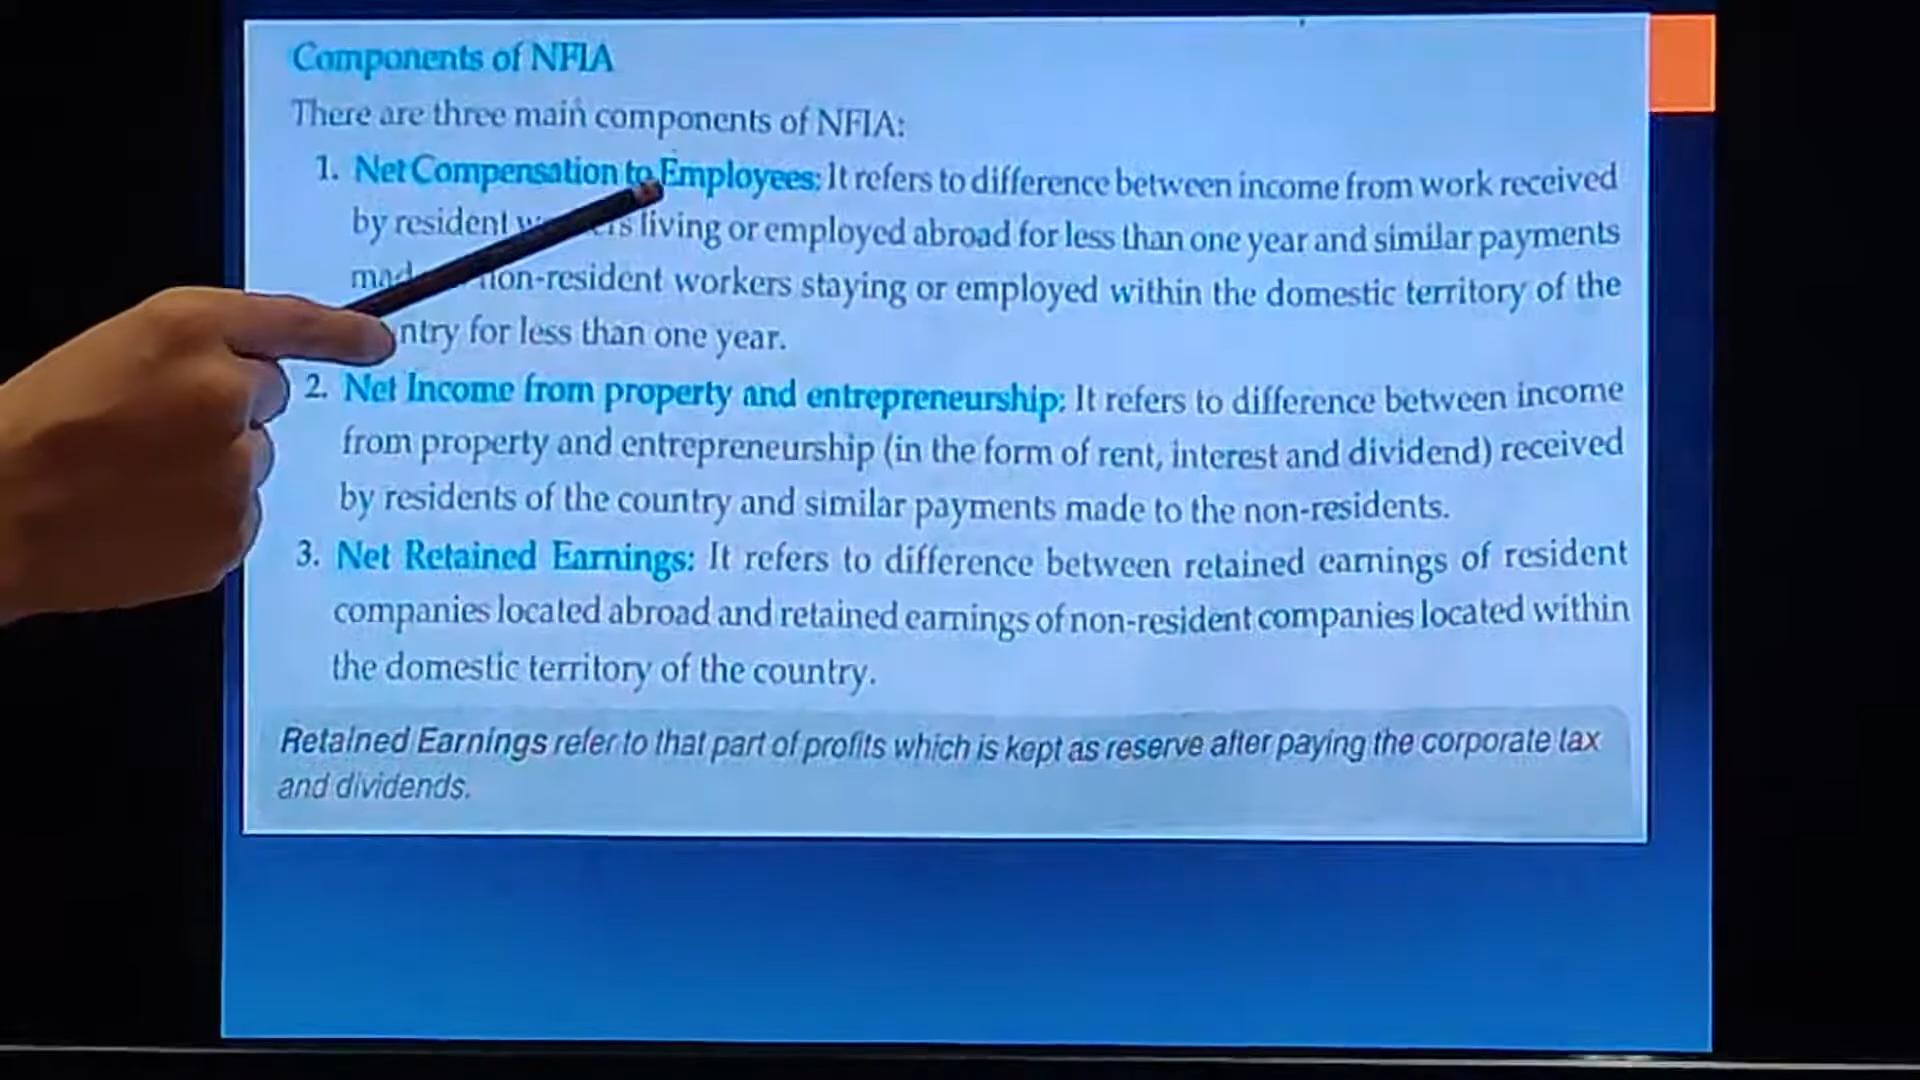 Components of NFIA
There are three main components of NFIA:
1. Net Compensation to Employees: It refers to difference between income from work received
by resident living or employed abroad for less than one year and similar payments
non-resident workers staying or employed within the domestic territory of the
for less than one year.
2. Net Income from property and entrepreneurship: It refers to difference between income
from property and entrepreneurship (in the form of rent, interest and dividend) received
by residents of the country and similar payments made to the non-residents.
3. Net Retained Earnings: It refers to difference between retained earnings of resident
companies located abroad and retained earnings of non-resident companies located within
the domestic territory of the country.
Retained Earnings refer to that part of profits which is kept as reserve after paying the corporate tax
and dividends.